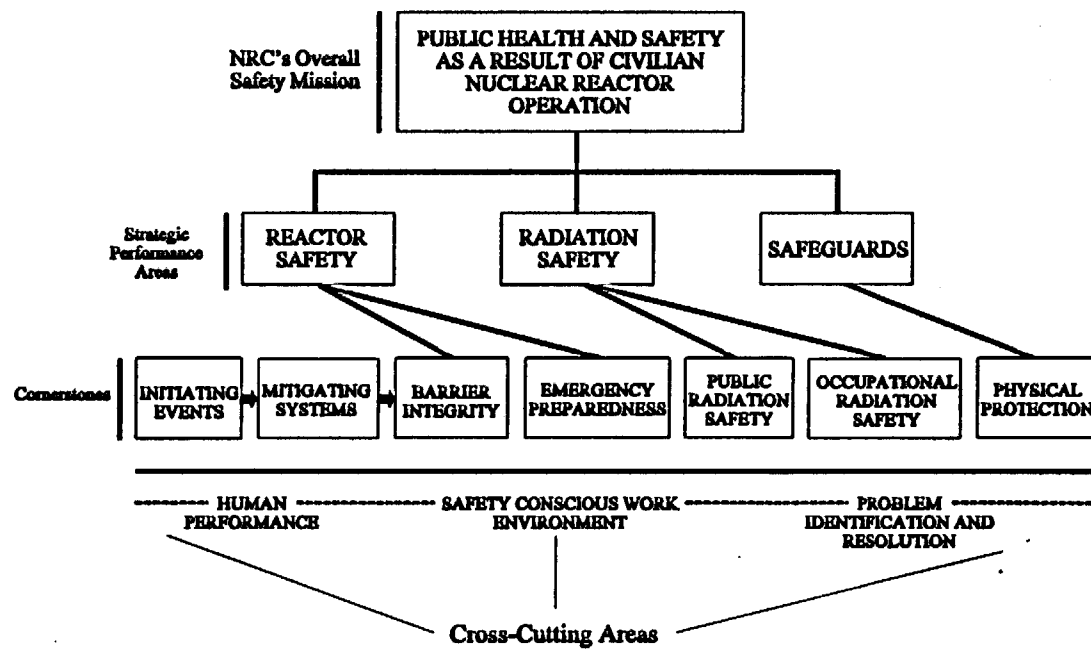 NRC's Overall
Safety Mission
PUBLIC HEALTH AND SAFETY
AS A RESULT OF CIVILIAN
NUCLEAR REACTOR
OPERATION
Strategic
Performance
Areas
REACTOR
SAFETY
RADIATION
SAFETY
SAFEGUARDS
Cornerstones
INITIATING
EVENTS
MITIGATING
SYSTEMS
BARRIER
INTEGRITY
EMERGENCY
PREPAREDNESS
PUBLIC
RADIATION
SAFETY
OCCUPATIONAL
RADIATION
SAFETY
PHYSICAL
PROTECTION
HUMAN
PERFORMANCE
SAFETY CONSCIOUS WORK
ENVIRONMENT
PROBLEM
IDENTIFICATION AND
RESOLUTION
Cross-Cutting Areas